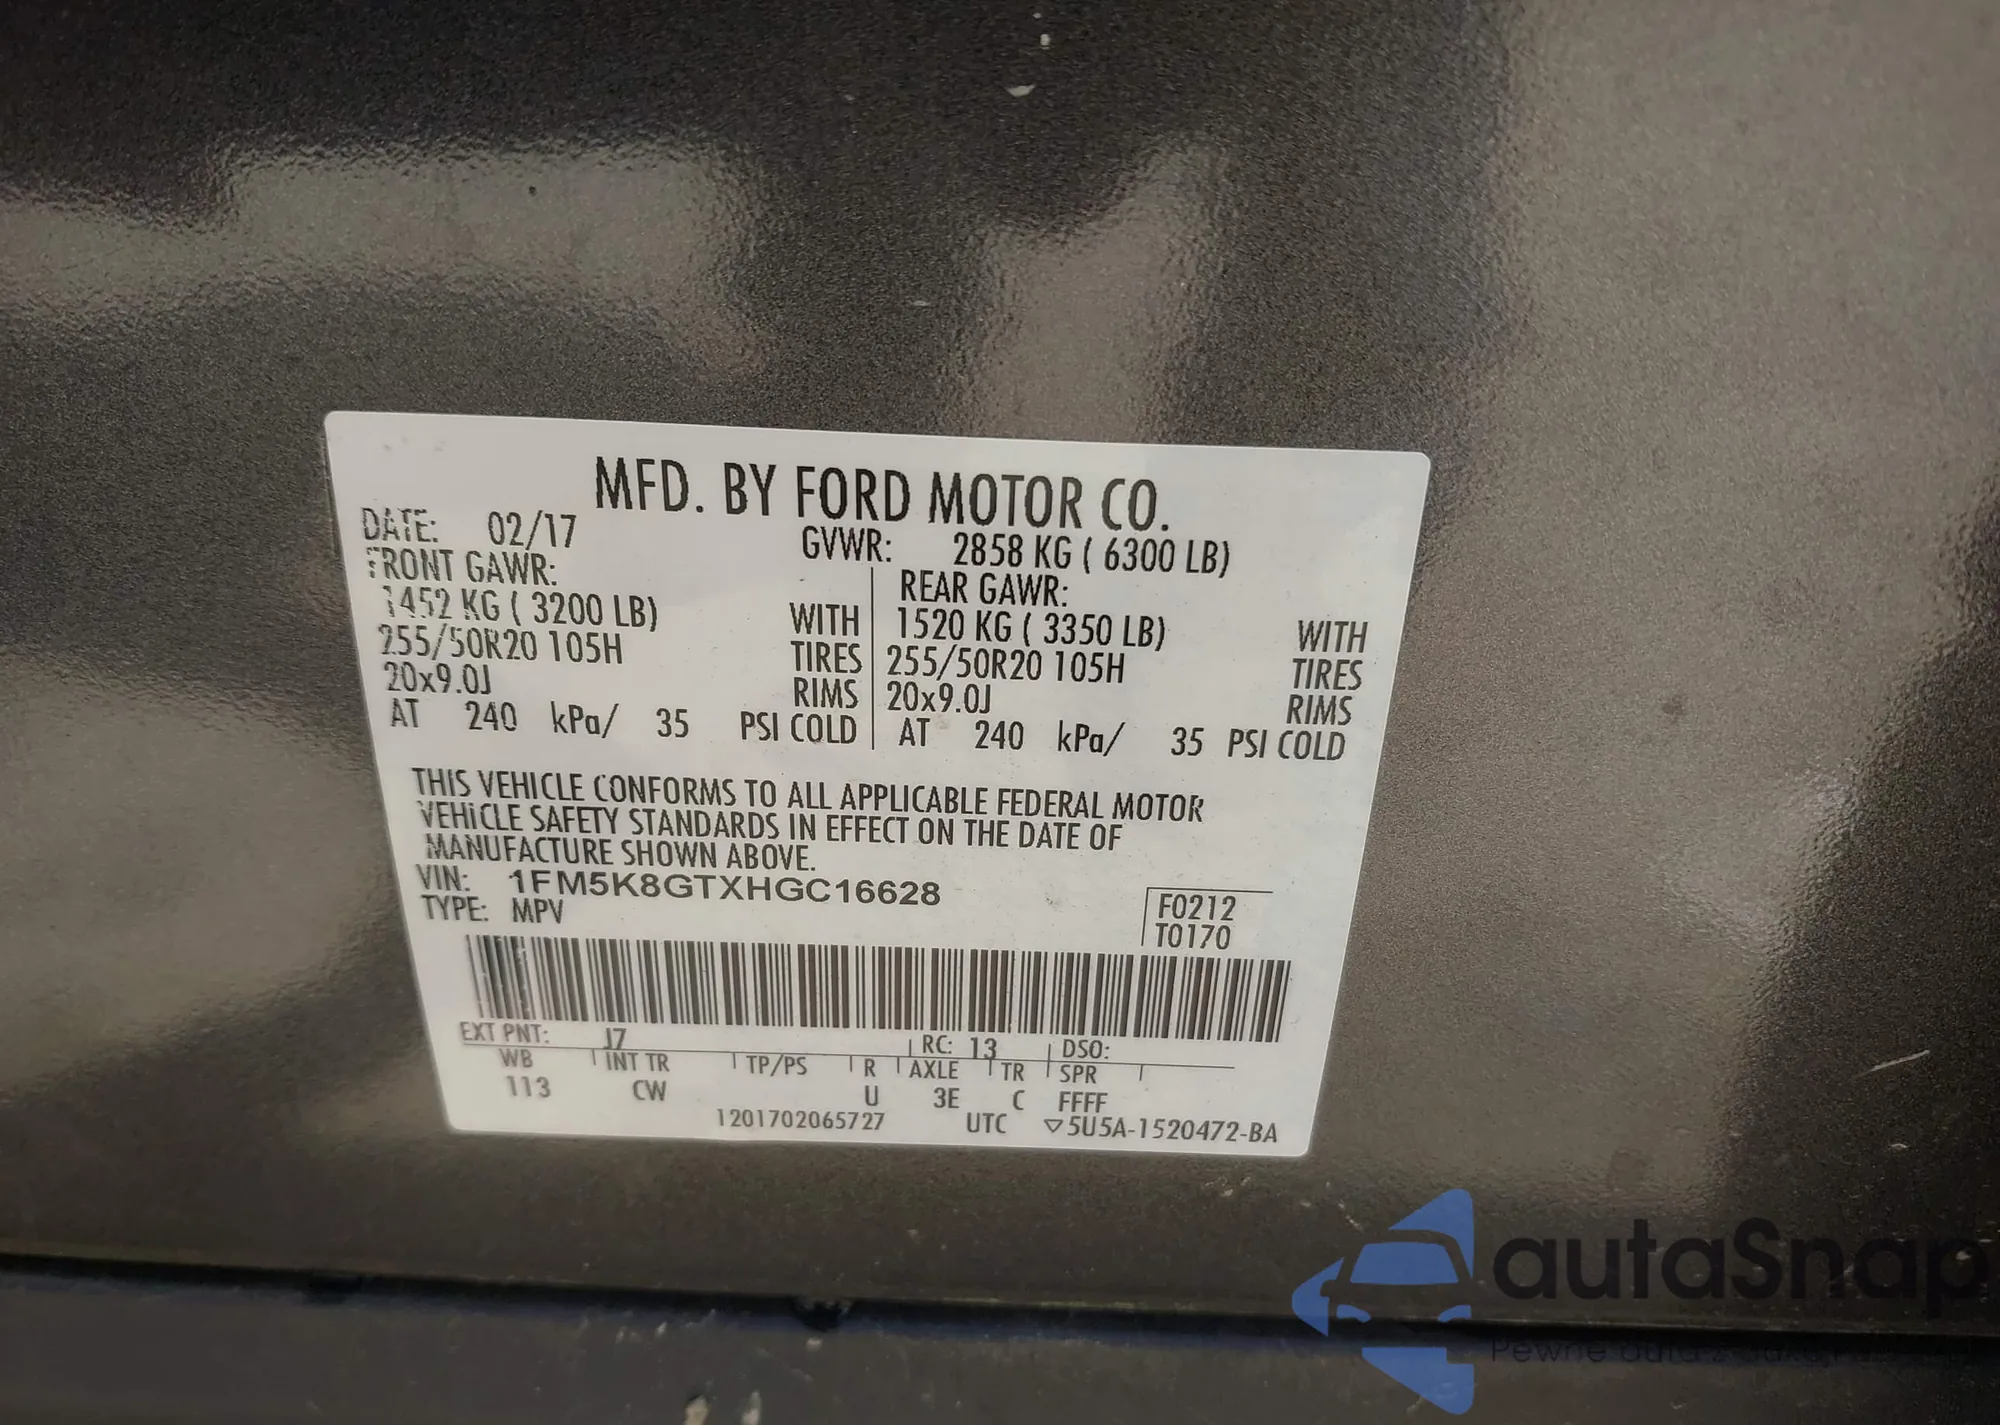 MFD. BY FORD MOTOR CO.
DATE: 02/17 GVWR: 2858 KG ( 6300 LB)
FRONT GAWR: REAR GAWR:
1452 KG ( 3200 LB) WITH 1520 KG ( 3350 LB) WITH
255/50R20 105H TIRES 255/50R20 105H TIRES
20x9.0J RIMS 20x9.0J RIMS
AT 240 kPa/ 35 PSI COLD AT 240 kPa/ 35 PSI COLD
THIS VEHICLE CONFORMS TO ALL APPLICABLE FEDERAL MOTOR
VEHICLE SAFETY STANDARDS IN EFFECT ON THE DATE OF
MANUFACTURE SHOWN ABOVE.
VIN: 1FM5K8GTXHGC16628
TYPE: MPV
F0212
T0170
EXT PNT: J7 RC: 13 DSO:
WB INT TR TP/PS R AXLE TR SPR
113 CW U 3E C FFFF
1201702065727 UTC ▽5U5A-1520472-BA
autaSnap
Pewne auta z